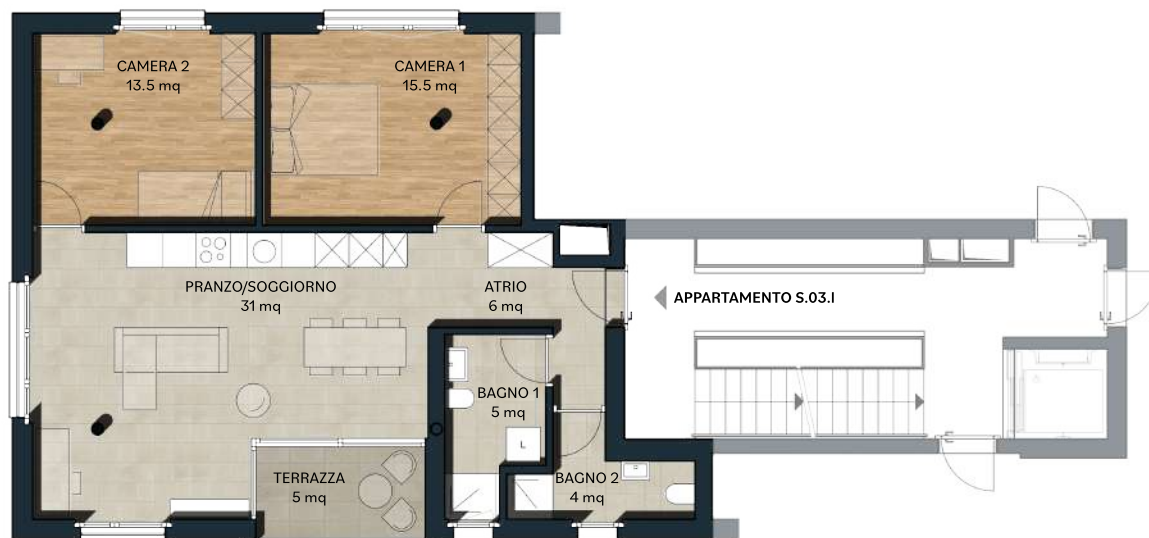 CAMERA 2
13.5 mq
CAMERA 1
15.5 mq
PRANZO/SOGGIORNO
31 mq
ATRIO
6 mq
APPARTAMENTO S.03.I
BAGNO 1
5 mq
L
TERRAZZA
5 mq
BAGNO 2
4 mq